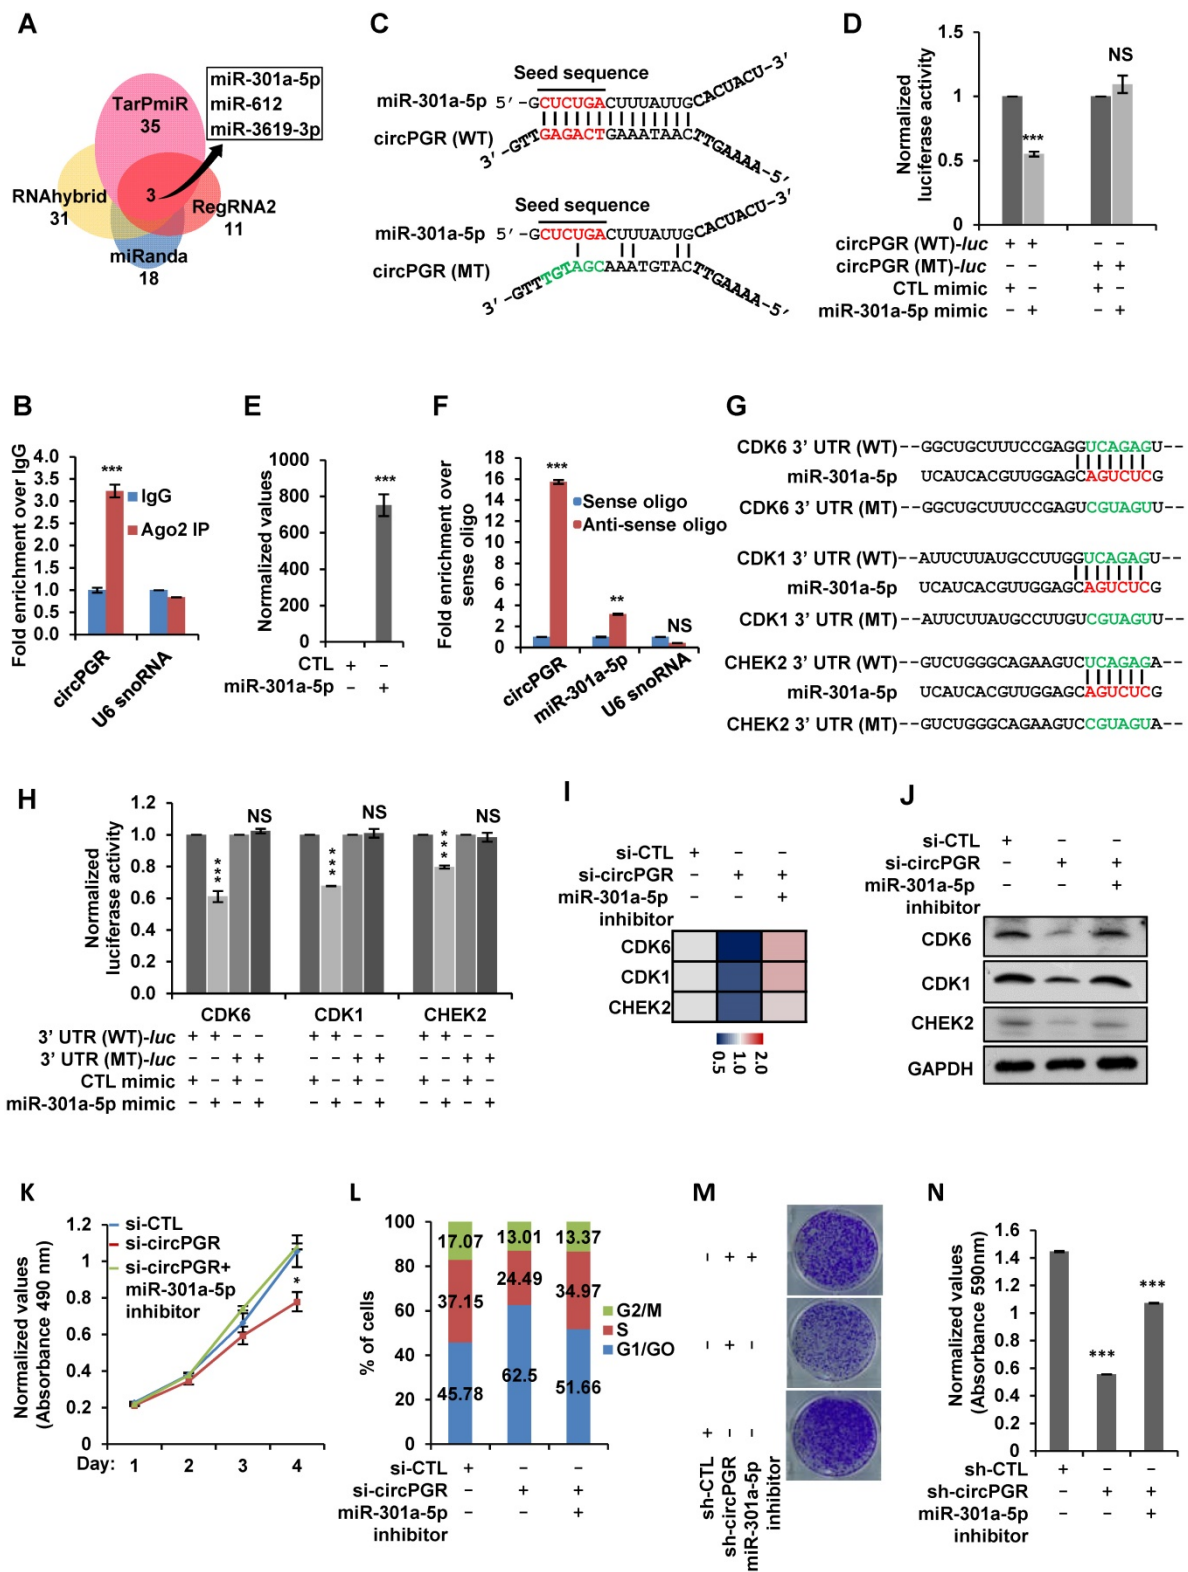 A
TarPmiR
35
RNAhybrid
31
3
RegRNA2
11
miRanda
18
miR-301a-5p
miR-612
miR-3619-3p
C
Seed sequence
miR-301a-5p 5′-GCUCUGACUUUAUUGCACUACU-3′
circPGR (WT) 3′-GTTGAGACTGAAATAACTTGAAAA-5′
Seed sequence
miR-301a-5p 5′-GCUCUGACUUUAUUGCACUACU-3′
circPGR (MT) 3′-GTTTGTAGCAAATGTACTTGAAAA-5′
D
Normalized
luciferase activity
1.5
1
0.5
0
***
NS
circPGR (WT)-luc + + − −
circPGR (MT)-luc − − + +
CTL mimic + − + −
miR-301a-5p mimic − + − +
B
Fold enrichment over IgG
4.0
3.5
3.0
2.5
2.0
1.5
1.0
0.5
0.0
***
IgG
Ago2 IP
circPGR
U6 snoRNA
E
Normalized values
1000
800
600
400
200
0
***
CTL + −
miR-301a-5p − +
F
Fold enrichment over
sense oligo
18
16
14
12
10
8
6
4
2
0
***
**
NS
Sense oligo
Anti-sense oligo
circPGR
miR-301a-5p
U6 snoRNA
G
CDK6 3′ UTR (WT)--GGCUGCUUUCCGAGGUCAGAGU--
miR-301a-5p UCAUCACGUUGGAGCAGUCUCG
CDK6 3′ UTR (MT)--GGCUGCUUUCCGAGUCGUAGUU--
CDK1 3′ UTR (WT)--AUUCUUAUGCCUUGGUCAGAGU--
miR-301a-5p UCAUCACGUUGGAGCAGUCUCG
CDK1 3′ UTR (MT)--AUUCUUAUGCCUUGUCGUAGUU--
CHEK2 3′ UTR (WT)--GUCUGGGCAGAAGUCUCAGAGA--
miR-301a-5p UCAUCACGUUGGAGCAGUCUCG
CHEK2 3′ UTR (MT)--GUCUGGGCAGAAGUCCGUAGUA--
H
Normalized
luciferase activity
1.2
1.0
0.8
0.6
0.4
0.2
0.0
*** NS *** NS *** NS
CDK6 CDK1 CHEK2
3′ UTR (WT)-luc + + − − + + − − + + − −
3′ UTR (MT)-luc − − + + − − + + − − + +
CTL mimic + − + − + − + − + − + −
miR-301a-5p mimic − + − + − + − + − + − +
I
si-CTL + − −
si-circPGR − + +
miR-301a-5p − − +
inhibitor
CDK6
CDK1
CHEK2
0.5
1.0
2.0
J
si-CTL + − −
si-circPGR − + +
miR-301a-5p − − +
inhibitor
CDK6
CDK1
CHEK2
GAPDH
K
Normalized values
(Absorbance 490 nm)
1.2
1
0.8
0.6
0.4
0.2
0
si-CTL
si-circPGR
si-circPGR+
miR-301a-5p
inhibitor
*
Day: 1 2 3 4
L
% of cells
100
80
60
40
20
0
17.07 13.01 13.37
37.15 24.49 34.97
45.78 62.5 51.66
G2/M
S
G1/GO
si-CTL + − −
si-circPGR − + +
miR-301a-5p − − +
inhibitor
M
− + +
− + −
+ − −
sh-CTL
sh-circPGR
miR-301a-5p
inhibitor
N
Normalized values
(Absorbance 590nm)
1.6
1.4
1.2
1
0.8
0.6
0.4
0.2
0
***
***
sh-CTL + − −
sh-circPGR − + +
miR-301a-5p − − +
inhibitor